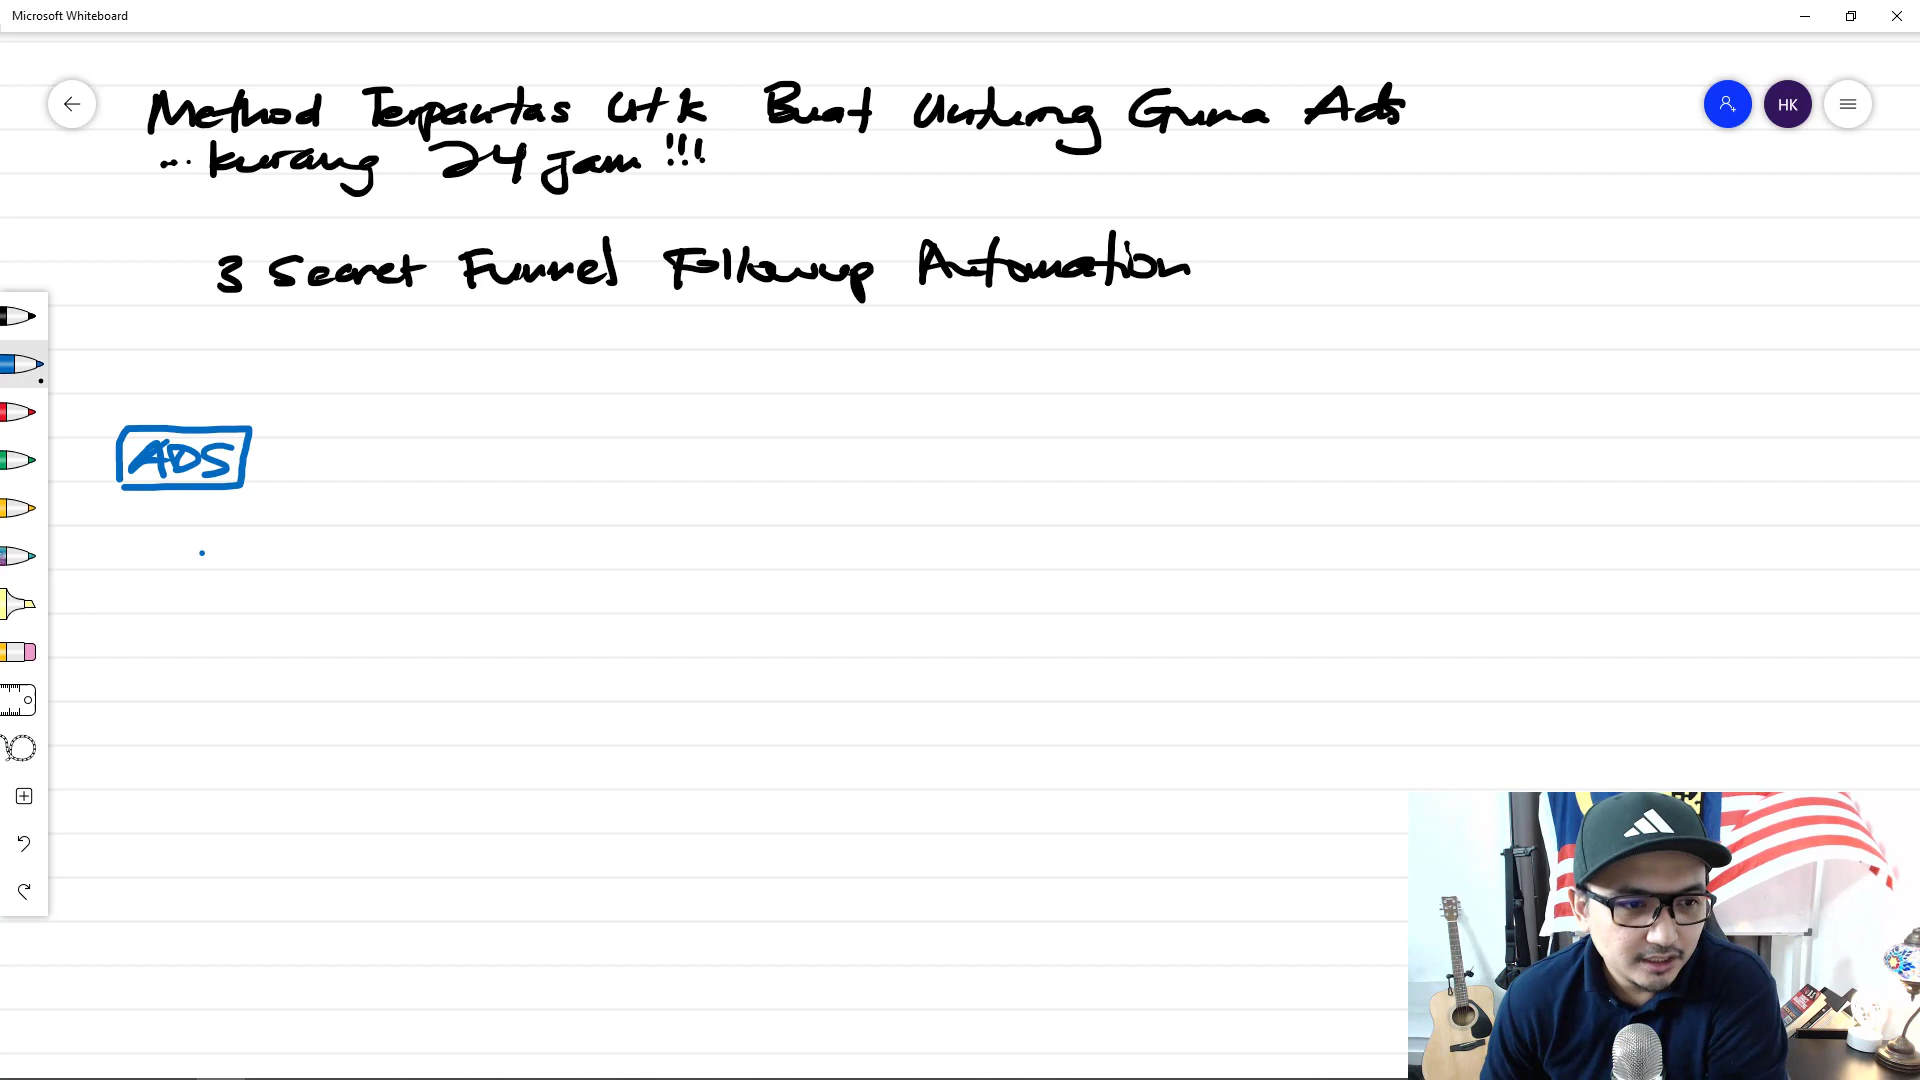 Microsoft Whiteboard
Method Terpantas Utk Buat Untung Guna Ads
... kurang 24 jam !!!
HK
3 Secret Funnel Followup Automation
ADS